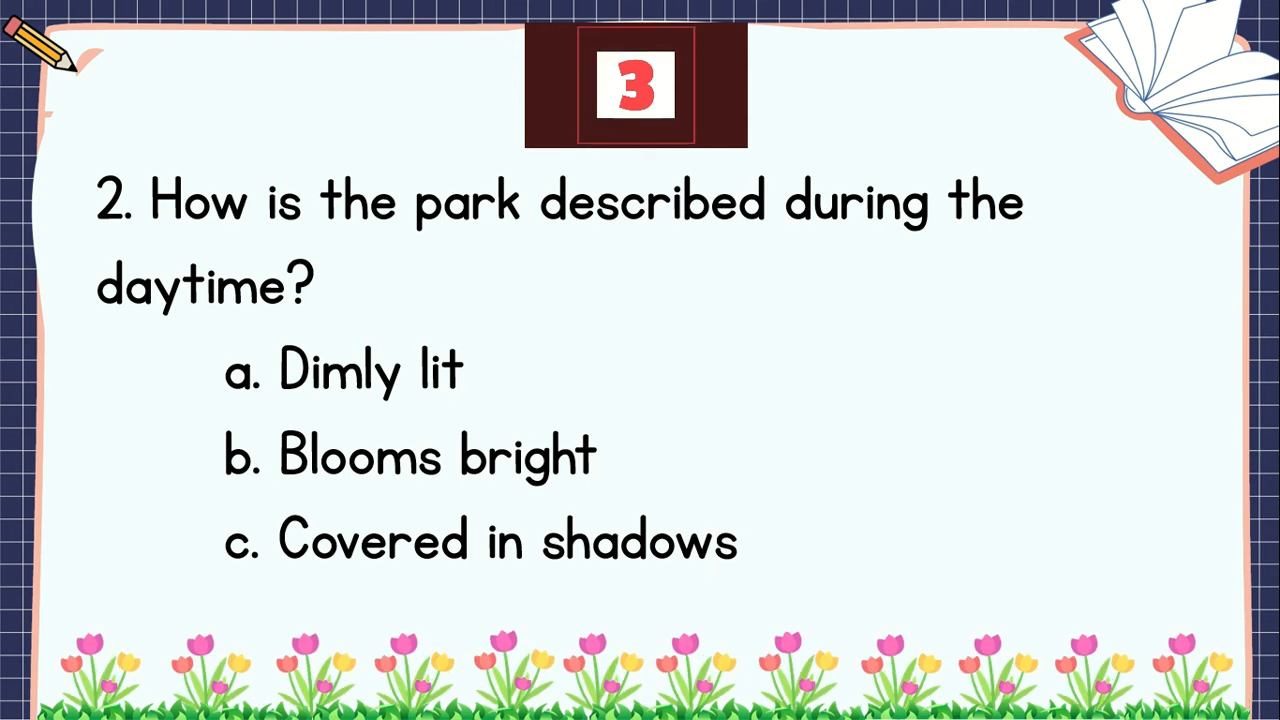 3
2. How is the park described during the
daytime?
a. Dimly lit
b. Blooms bright
c. Covered in shadows